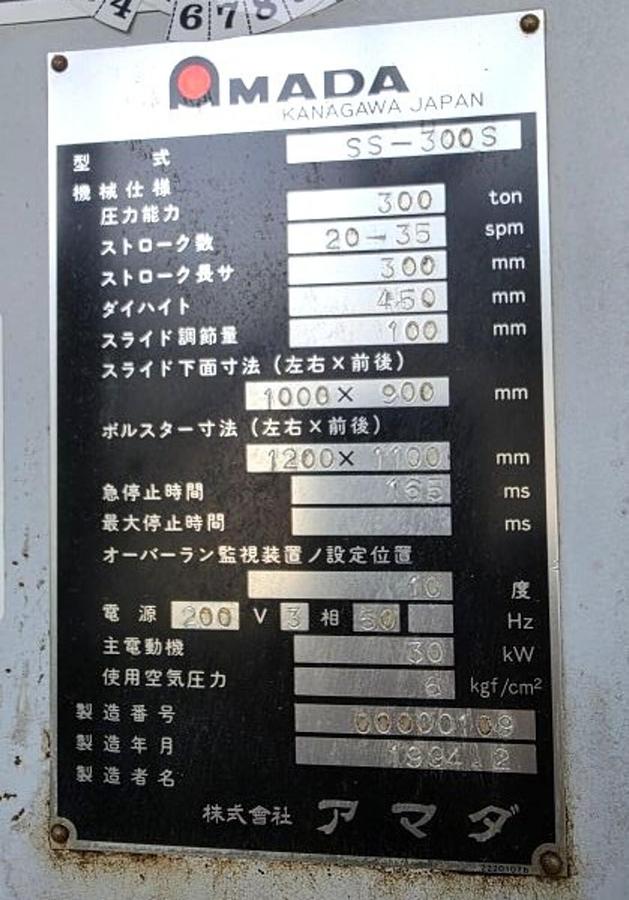 4 6 7 8 9
AMADA
KANAGAWA JAPAN
型式 SS-300S
機械仕様
圧力能力 300 ton
ストローク数 20-35 spm
ストローク長サ 300 mm
ダイハイト 450 mm
スライド調節量 100 mm
スライド下面寸法(左右×前後)
1000× 900 mm
ボルスター寸法(左右×前後)
1200× 1100 mm
急停止時間 165 ms
最大停止時間 ms
オーバーラン監視装置ノ設定位置
10 度
電源 200 V 3 相 50 Hz
主電動機 30 kW
使用空気圧力 6 kgf/cm²
製造番号 00000109
製造年月 1994.2
製造者名
株式會社 アマダ